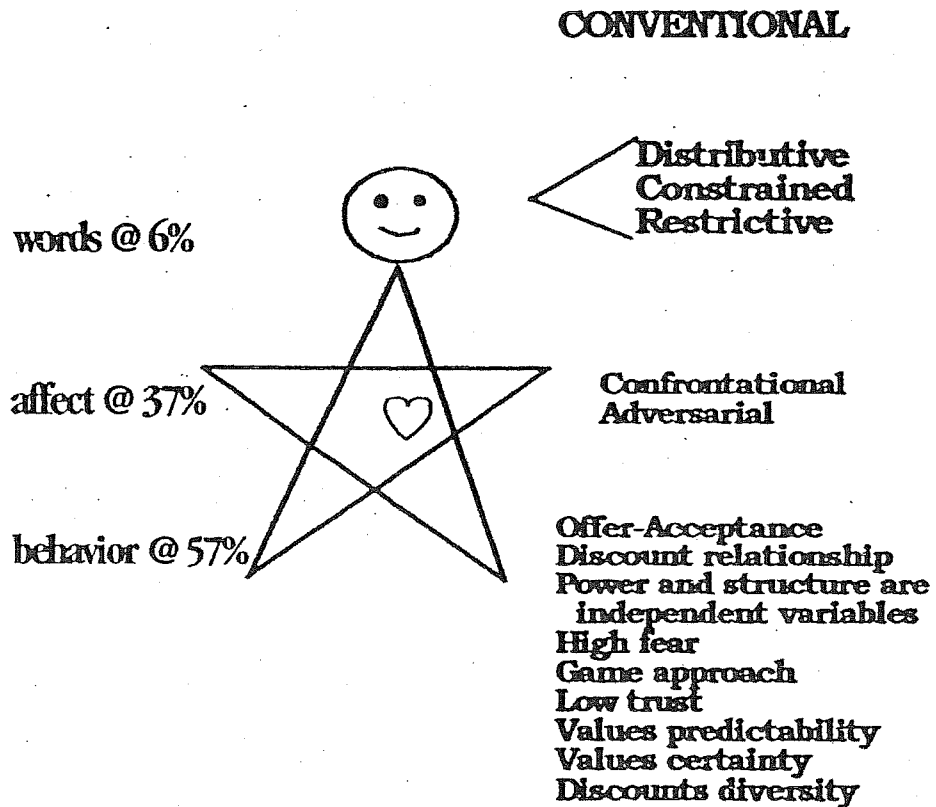 CONVENTIONAL
Distributive
Constrained
Restrictive
words @ 6%
affect @ 37%
Confrontational
Adversarial
behavior @ 57%
Offer-Acceptance
Discount relationship
Power and structure are
independent variables
High fear
Game approach
Low trust
Values predictability
Values certainty
Discounts diversity